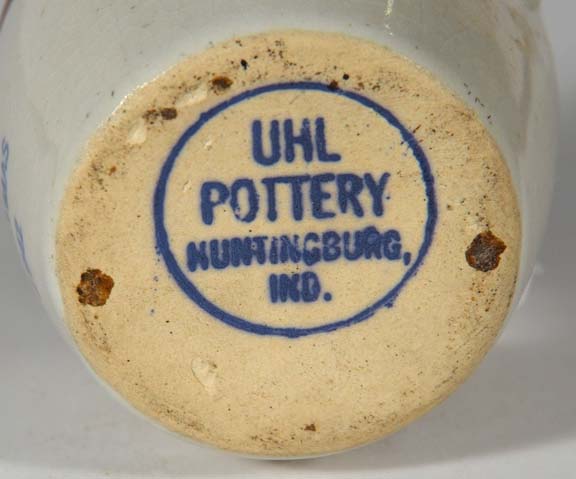 UHL
POTTERY
HUNTINGBURG,
IND.